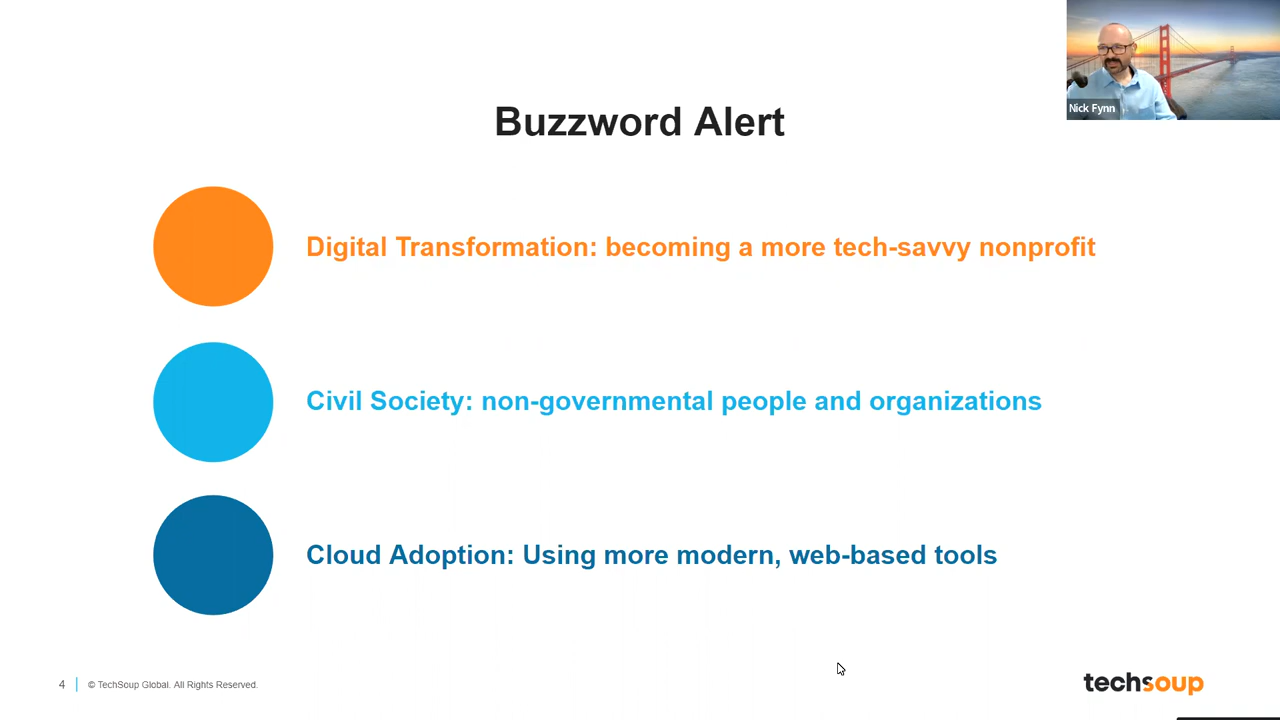 Nick Fynn
Buzzword Alert
Digital Transformation: becoming a more tech-savvy nonprofit
Civil Society: non-governmental people and organizations
Cloud Adoption: Using more modern, web-based tools
4
© TechSoup Global. All Rights Reserved.
techsoup